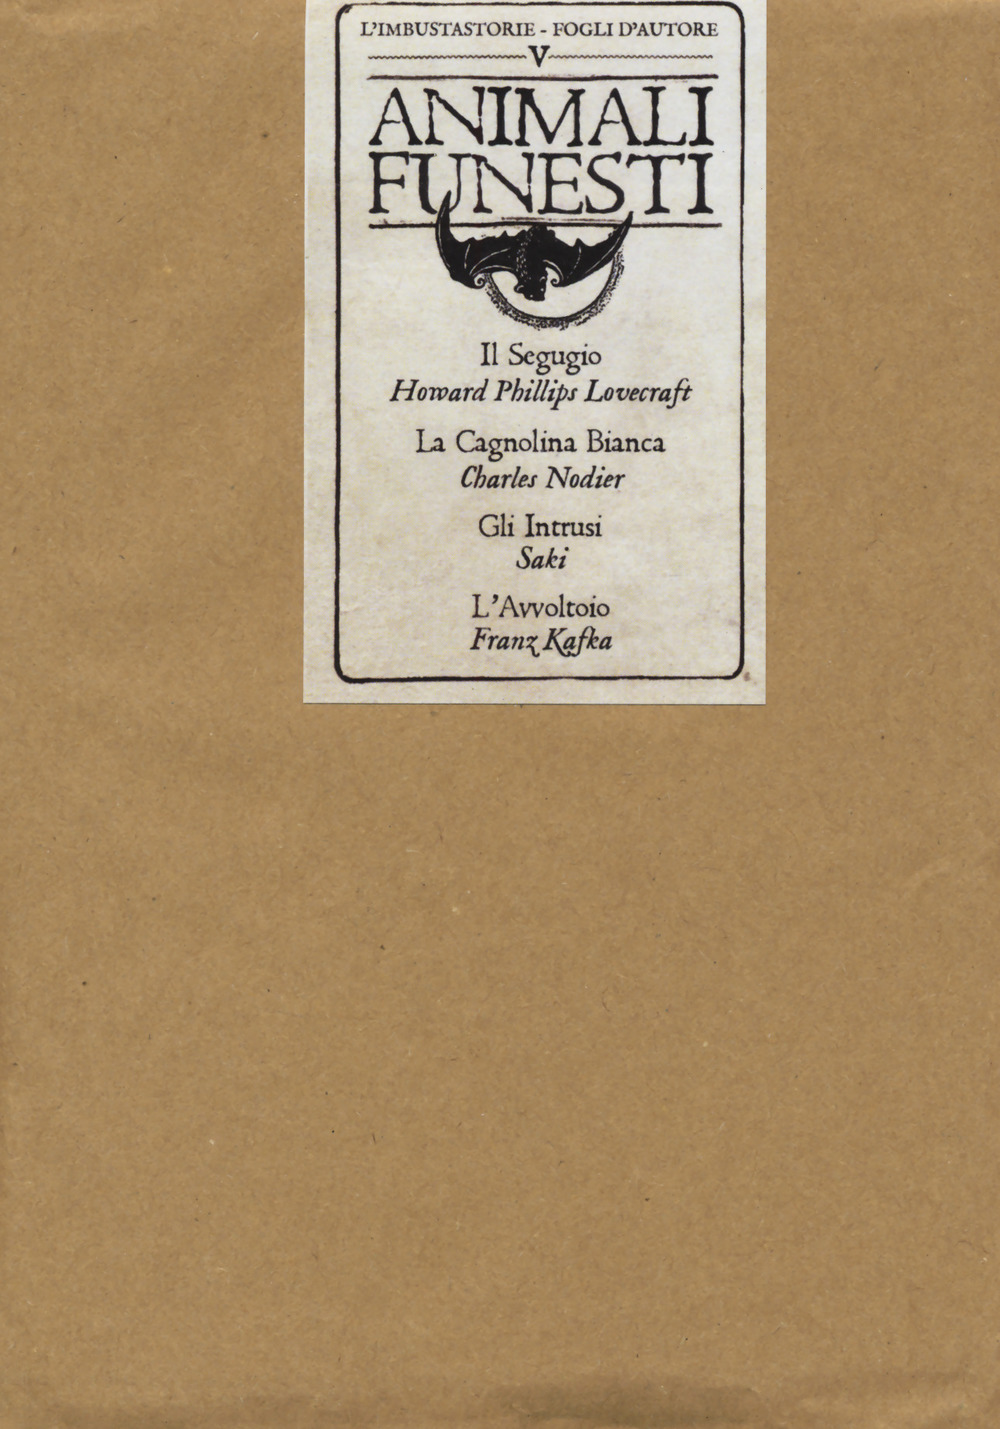 L'IMBUSTASTORIE - FOGLI D'AUTORE
V
ANIMALI
FUNESTI
Il Segugio
Howard Phillips Lovecraft
La Cagnolina Bianca
Charles Nodier
Gli Intrusi
Saki
L'Avvoltoio
Franz Kafka